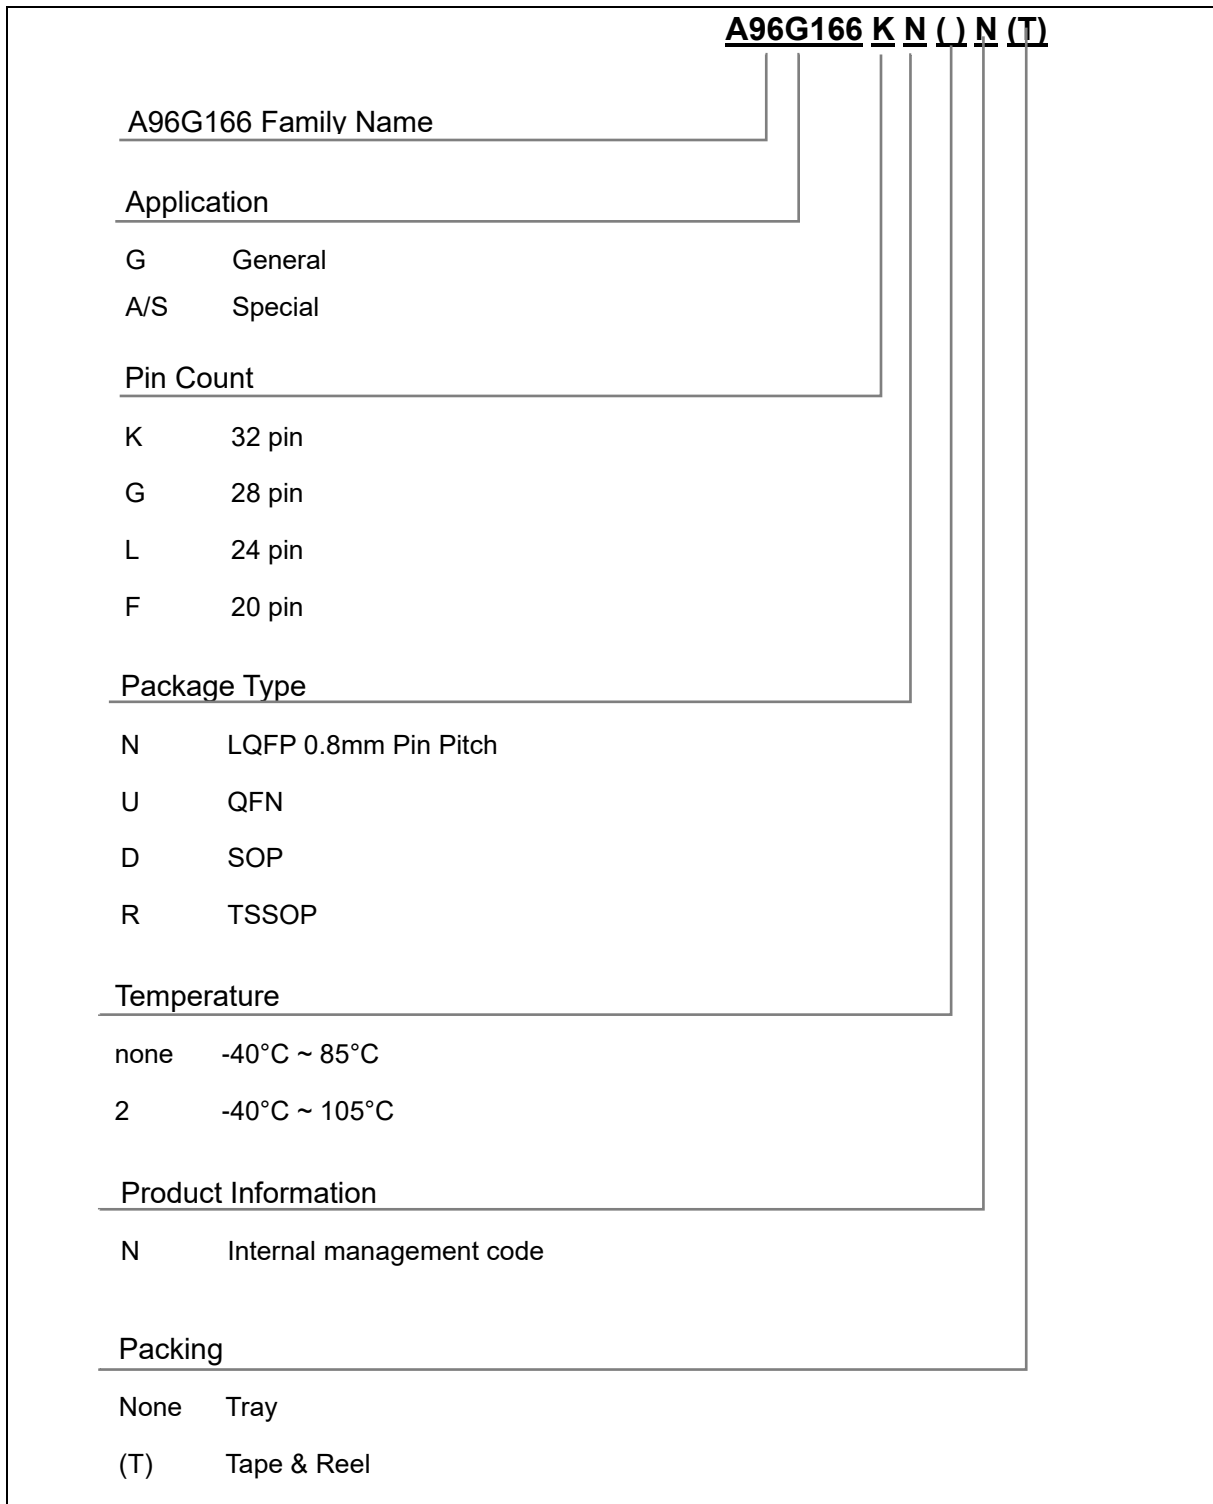 A96G166 K N ( ) N (T)
A96G166 Family Name
Application
G General
A/S Special
Pin Count
K 32 pin
G 28 pin
L 24 pin
F 20 pin
Package Type
N LQFP 0.8mm Pin Pitch
U QFN
D SOP
R TSSOP
Temperature
none -40°C ~ 85°C
2 -40°C ~ 105°C
Product Information
N Internal management code
Packing
None Tray
(T) Tape & Reel